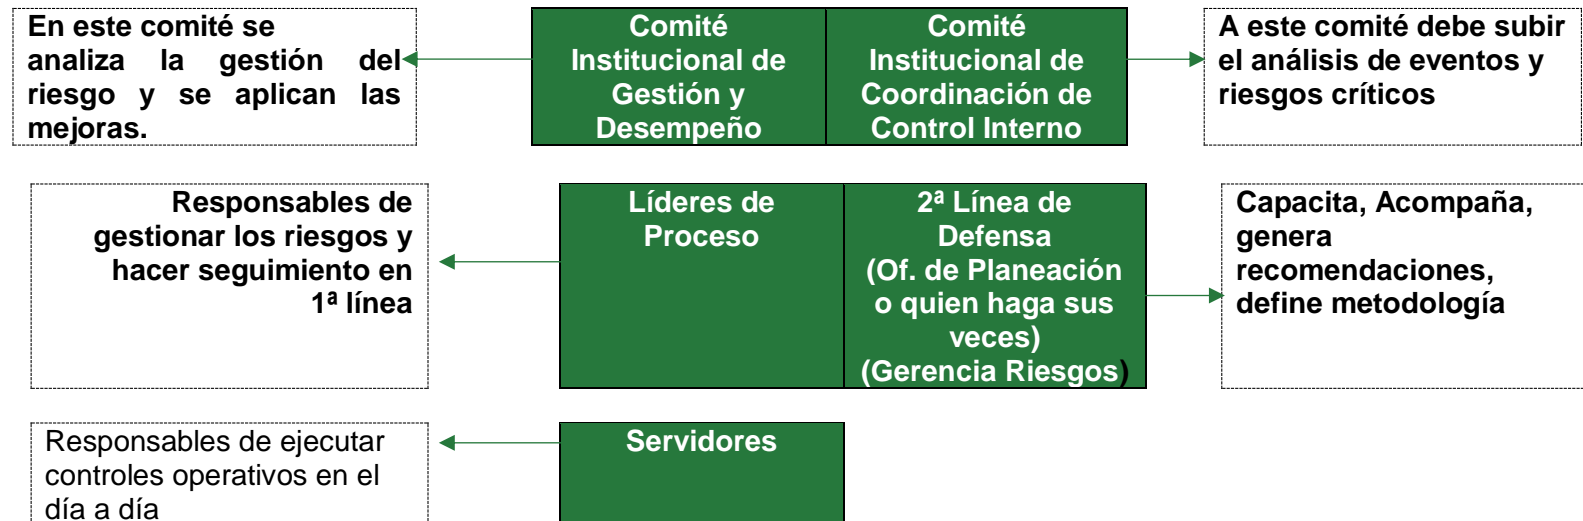 En este comité se
analiza la gestión del
riesgo y se aplican las
mejoras.
Comité
Institucional de
Gestión y
Desempeño
Comité
Institucional de
Coordinación de
Control Interno
A este comité debe subir
el análisis de eventos y
riesgos críticos
Responsables de
gestionar los riesgos y
hacer seguimiento en
1ª línea
Líderes de
Proceso
2ª Línea de
Defensa
(Of. de Planeación
o quien haga sus
veces)
(Gerencia Riesgos)
Capacita, Acompaña,
genera
recomendaciones,
define metodología
Responsables de ejecutar
controles operativos en el
día a día
Servidores